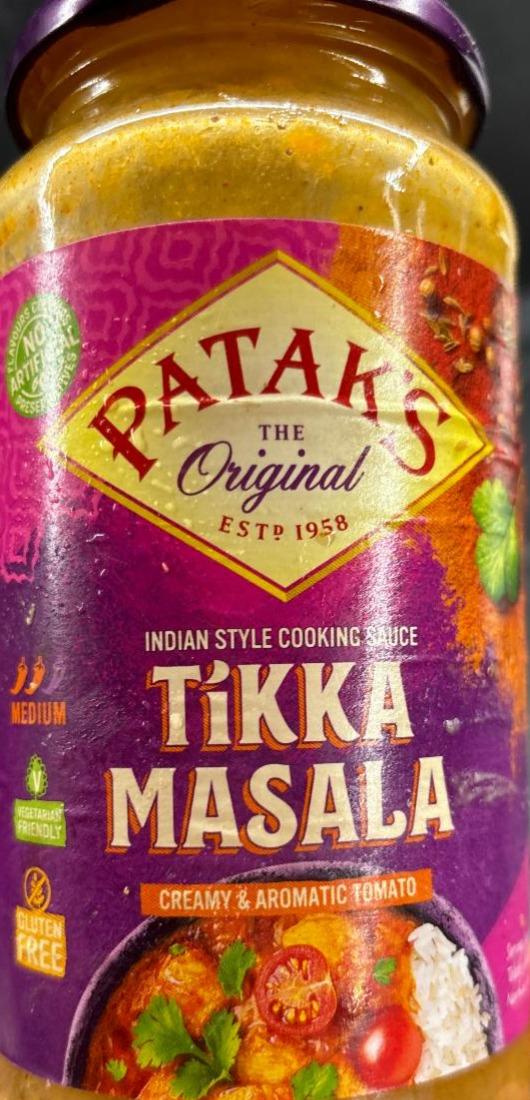 PATAK'S
THE
Original
ESTD 1958
NO
ARTIFICIAL
INDIAN STYLE COOKING SAUCE
TiKKA
MASALA
MEDIUM
VEGETARIAN
FRIENDLY
GLUTEN
FREE
CREAMY & AROMATIC TOMATO